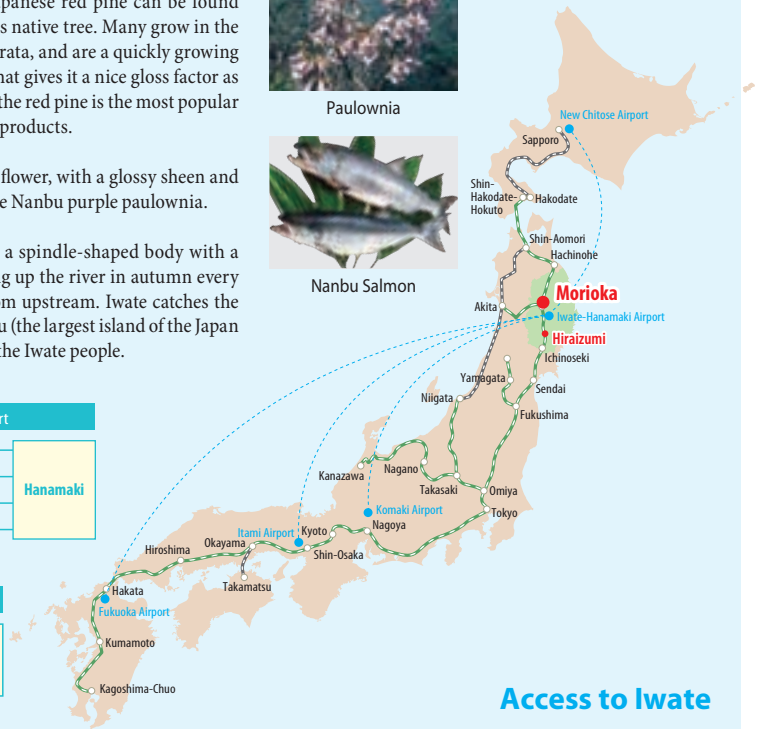 panese red pine can be found
s native tree. Many grow in the
rata, and are a quickly growing
hat gives it a nice gloss factor as
the red pine is the most popular
products.
flower, with a glossy sheen and
e Nanbu purple paulownia.
a spindle-shaped body with a
ng up the river in autumn every
om upstream. Iwate catches the
u (the largest island of the Japan
the Iwate people.
Paulownia
Nanbu Salmon
rt
Hanamaki
New Chitose Airport
Sapporo
Shin-
Hakodate-
Hokuto
Hakodate
Shin-Aomori
Hachinohe
Morioka
Akita
Iwate-Hanamaki Airport
Hiraizumi
Ichinoseki
Yamagata
Sendai
Niigata
Fukushima
Kanazawa
Nagano
Takasaki
Omiya
Komaki Airport
Tokyo
Itami Airport
Kyoto
Nagoya
Okayama
Hiroshima
Shin-Osaka
Takamatsu
Hakata
Fukuoka Airport
Kumamoto
Kagoshima-Chuo
Access to Iwate